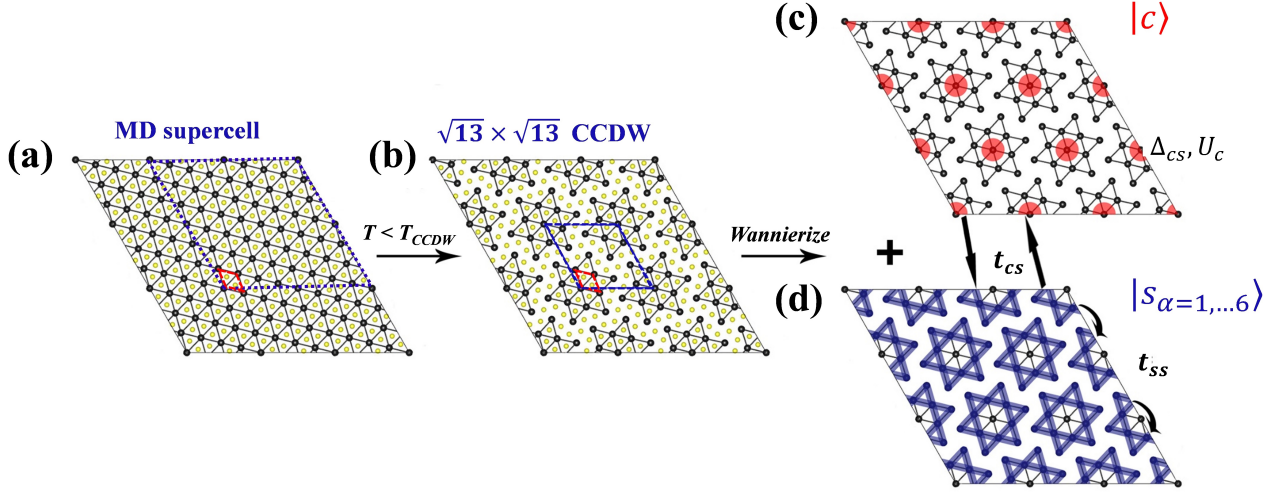 (a)
MD supercell
T < T_CCDW
(b)
√13 × √13 CCDW
Wannierize
+
(c)
|c⟩
Δ_cs, U_c
t_cs
(d)
|s_α=1,…6⟩
t_ss